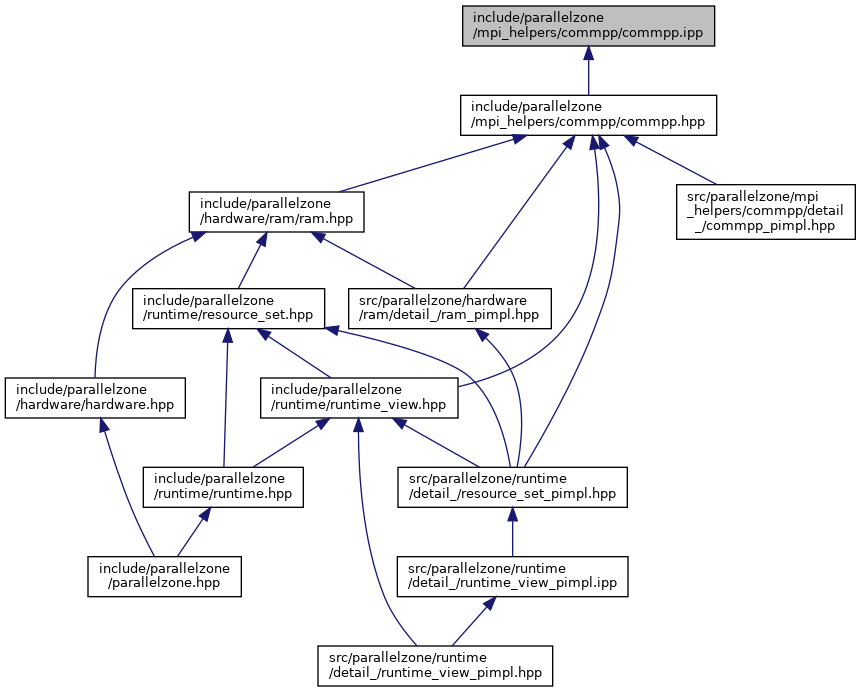 include/parallelzone
/mpi_helpers/commpp/commpp.ipp
include/parallelzone
/mpi_helpers/commpp/commpp.hpp
include/parallelzone
/hardware/ram/ram.hpp
src/parallelzone/mpi
_helpers/commpp/detail
_/commpp_pimpl.hpp
include/parallelzone
/runtime/resource_set.hpp
src/parallelzone/hardware
/ram/detail_/ram_pimpl.hpp
include/parallelzone
/hardware/hardware.hpp
include/parallelzone
/runtime/runtime_view.hpp
include/parallelzone
/runtime/runtime.hpp
src/parallelzone/runtime
/detail_/resource_set_pimpl.hpp
include/parallelzone
/parallelzone.hpp
src/parallelzone/runtime
/detail_/runtime_view_pimpl.ipp
src/parallelzone/runtime
/detail_/runtime_view_pimpl.hpp